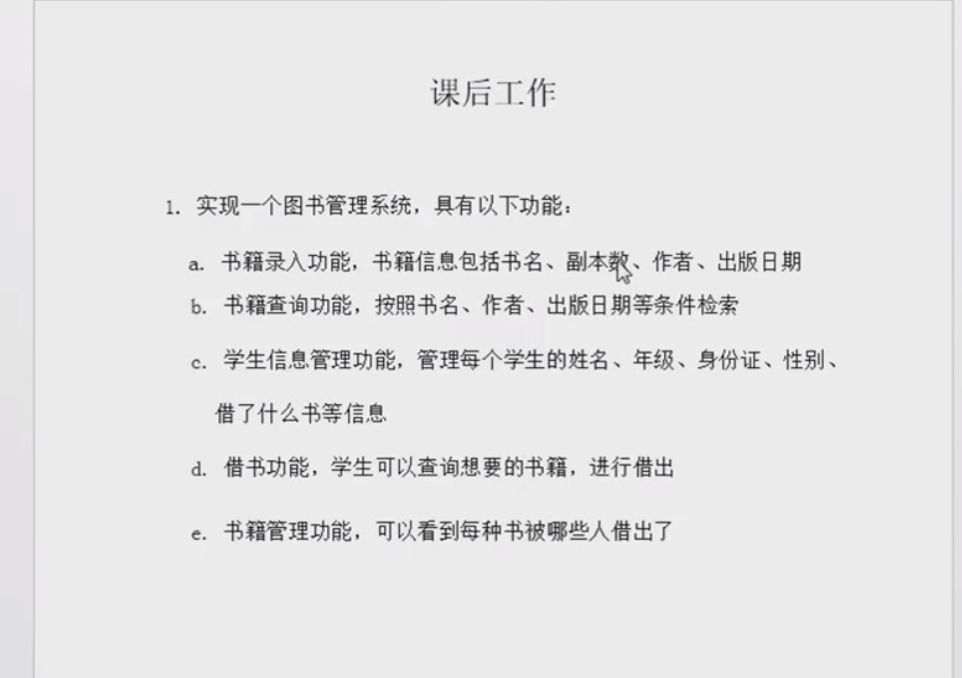 课后工作
1. 实现一个图书管理系统，具有以下功能：
a. 书籍录入功能，书籍信息包括书名、副本数、作者、出版日期
b. 书籍查询功能，按照书名、作者、出版日期等条件检索
c. 学生信息管理功能，管理每个学生的姓名、年级、身份证、性别、
借了什么书等信息
d. 借书功能，学生可以查询想要的书籍，进行借出
e. 书籍管理功能，可以看到每种书被哪些人借出了